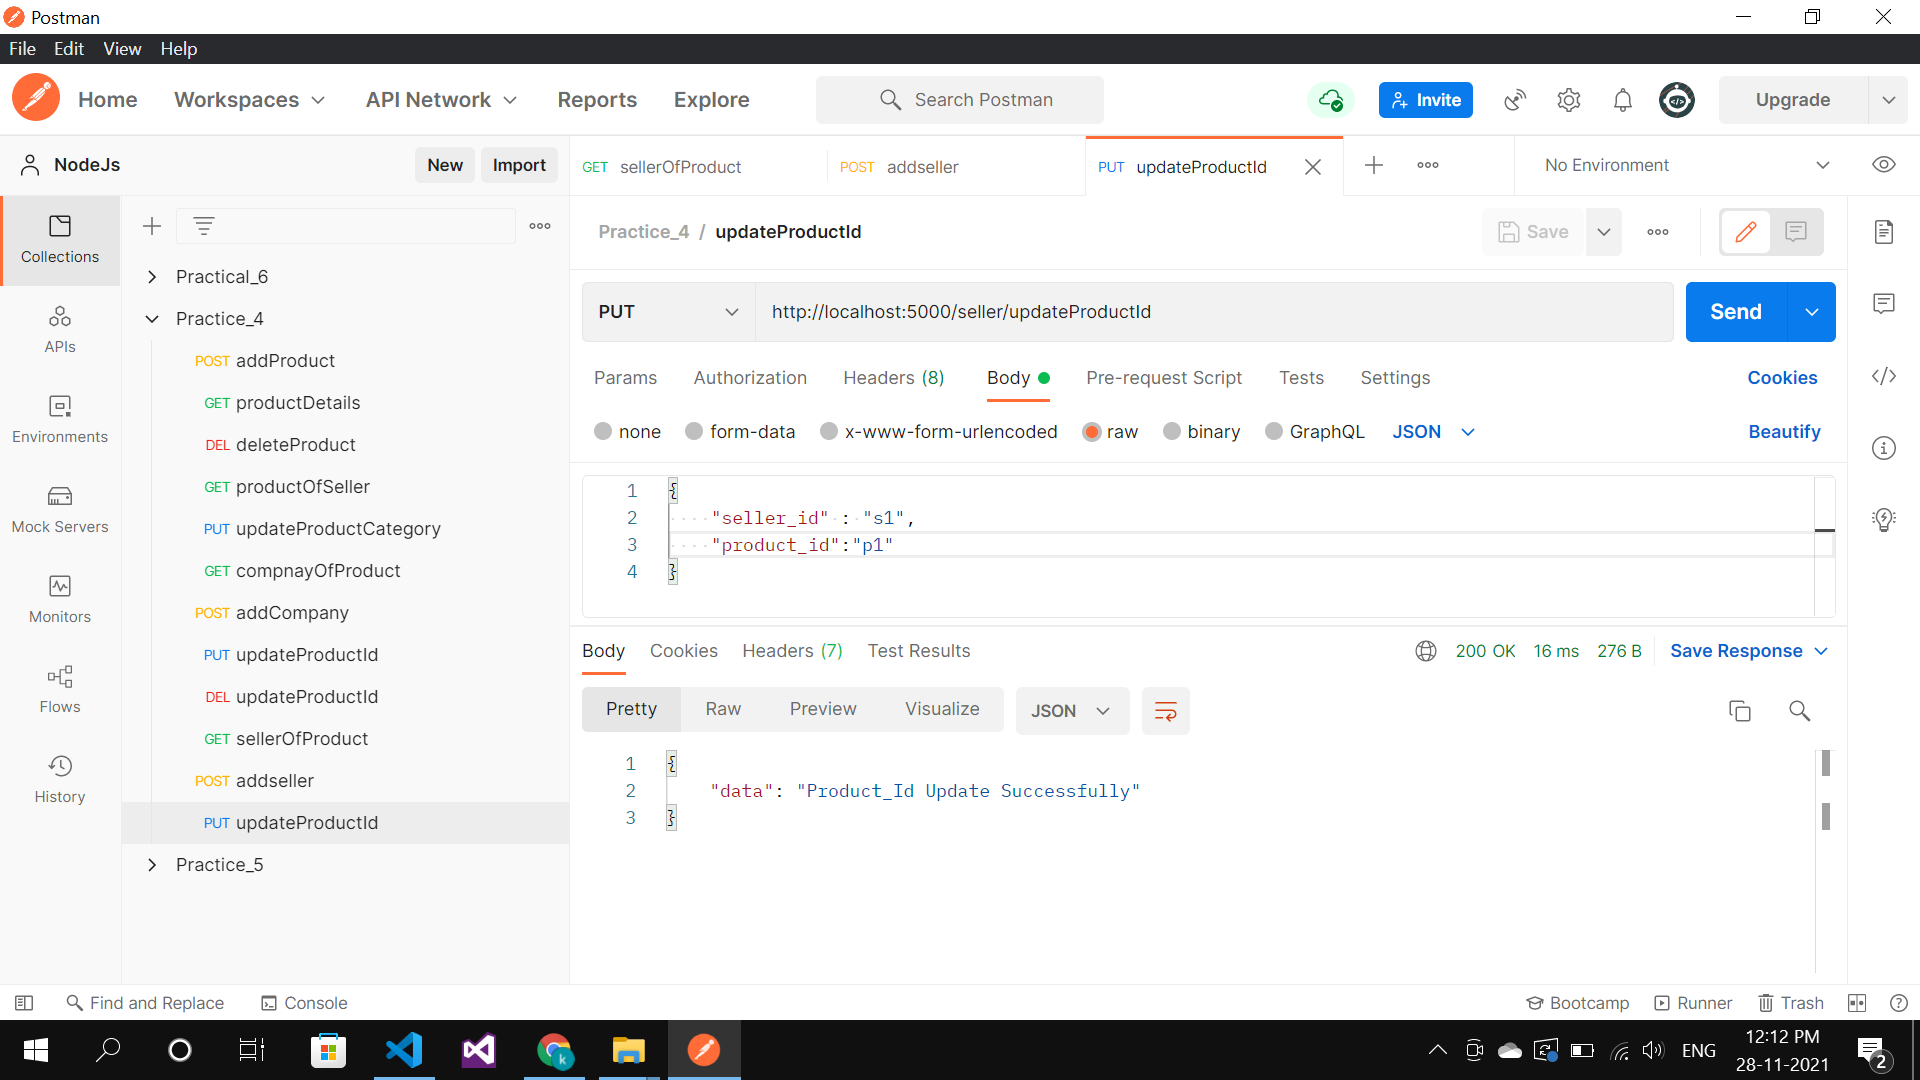 Postman
File Edit View Help
Home Workspaces API Network Reports Explore Search Postman Invite Upgrade
NodeJs New Import
GET sellerOfProduct POST addseller PUT updateProductId No Environment
Collections
APIs
Environments
Mock Servers
Monitors
Flows
History
Practical_6
Practice_4
POST addProduct
GET productDetails
DEL deleteProduct
GET productOfSeller
PUT updateProductCategory
GET compnayOfProduct
POST addCompany
PUT updateProductId
DEL updateProductId
GET sellerOfProduct
POST addseller
PUT updateProductId
Practice_5
Practice_4 / updateProductId Save
PUT http://localhost:5000/seller/updateProductId Send
Params Authorization Headers (8) Body Pre-request Script Tests Settings Cookies
none form-data x-www-form-urlencoded raw binary GraphQL JSON Beautify
1 {
2 "seller_id" : "s1",
3 "product_id":"p1"
4 }
Body Cookies Headers (7) Test Results 200 OK 16 ms 276 B Save Response
Pretty Raw Preview Visualize JSON
1 {
2 "data": "Product_Id Update Successfully"
3 }
Find and Replace Console Bootcamp Runner Trash
k ENG 12:12 PM
28-11-2021 2